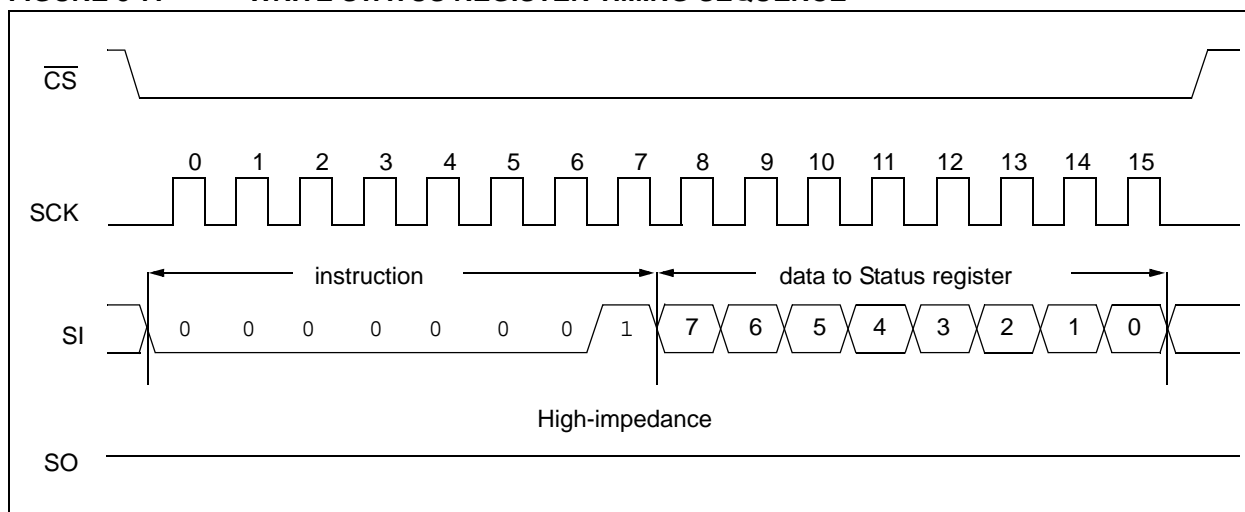 CS
0 1 2 3 4 5 6 7 8 9 10 11 12 13 14 15
SCK
instruction data to Status register
SI 0 0 0 0 0 0 0 1 7 6 5 4 3 2 1 0
High-impedance
SO